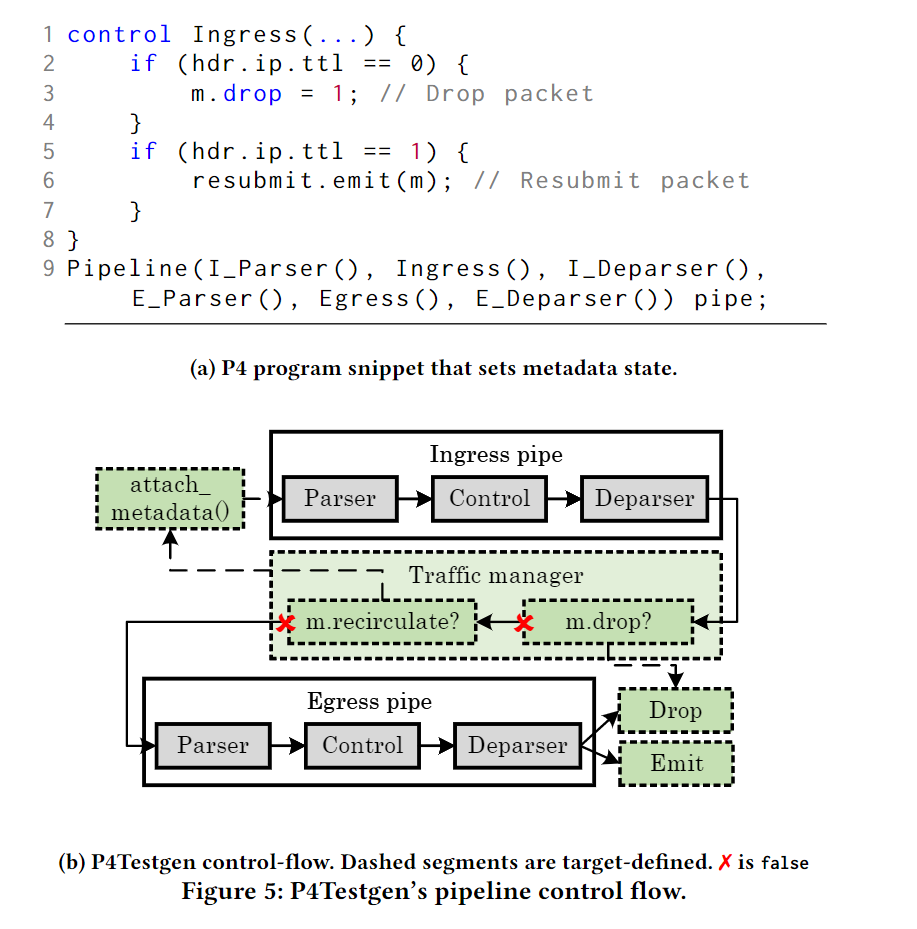 1 control Ingress(...) {
2     if (hdr.ip.ttl == 0) {
3         m.drop = 1; // Drop packet
4     }
5     if (hdr.ip.ttl == 1) {
6         resubmit.emit(m); // Resubmit packet
7     }
8 }
9 Pipeline(I_Parser(), Ingress(), I_Deparser(),
      E_Parser(), Egress(), E_Deparser()) pipe;
(a) P4 program snippet that sets metadata state.
Ingress pipe
attach_
metadata()
Parser
Control
Deparser
Traffic manager
✗ m.recirculate?
✗ m.drop?
Egress pipe
Parser
Control
Deparser
Drop
Emit
(b) P4Testgen control-flow. Dashed segments are target-defined. ✗ is false
Figure 5: P4Testgen's pipeline control flow.